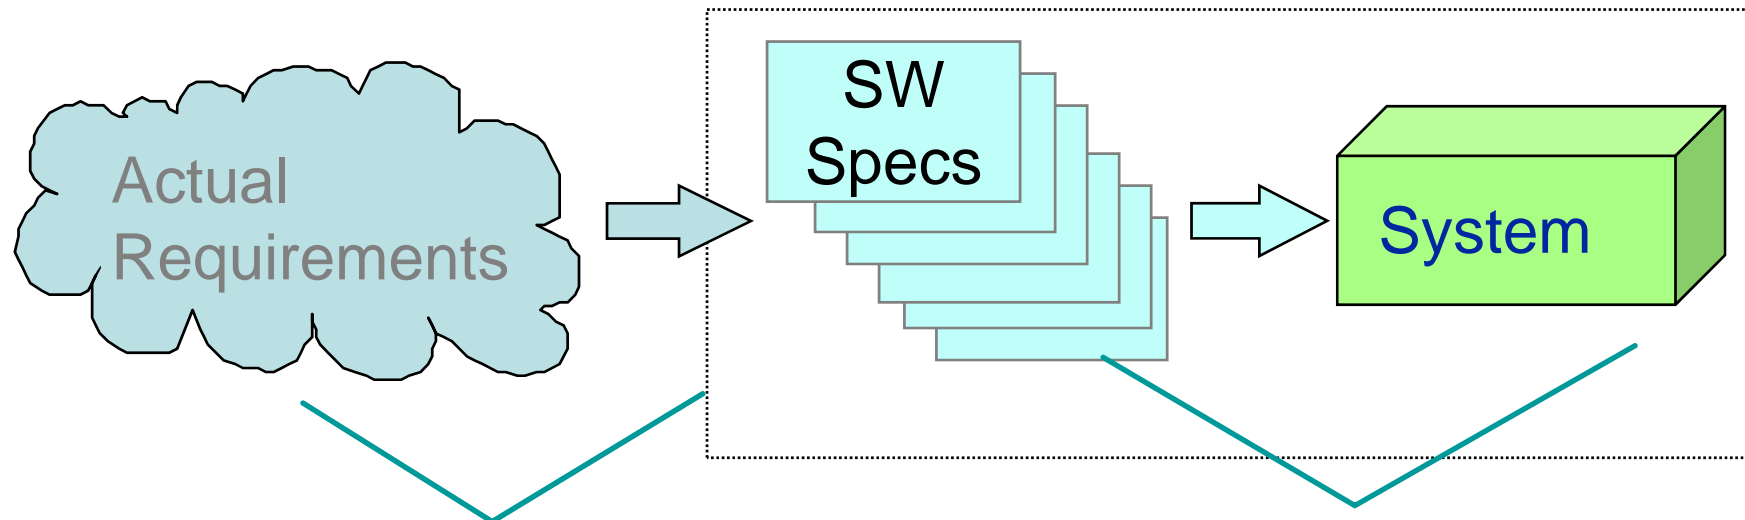 Actual
Requirements
SW
Specs
System